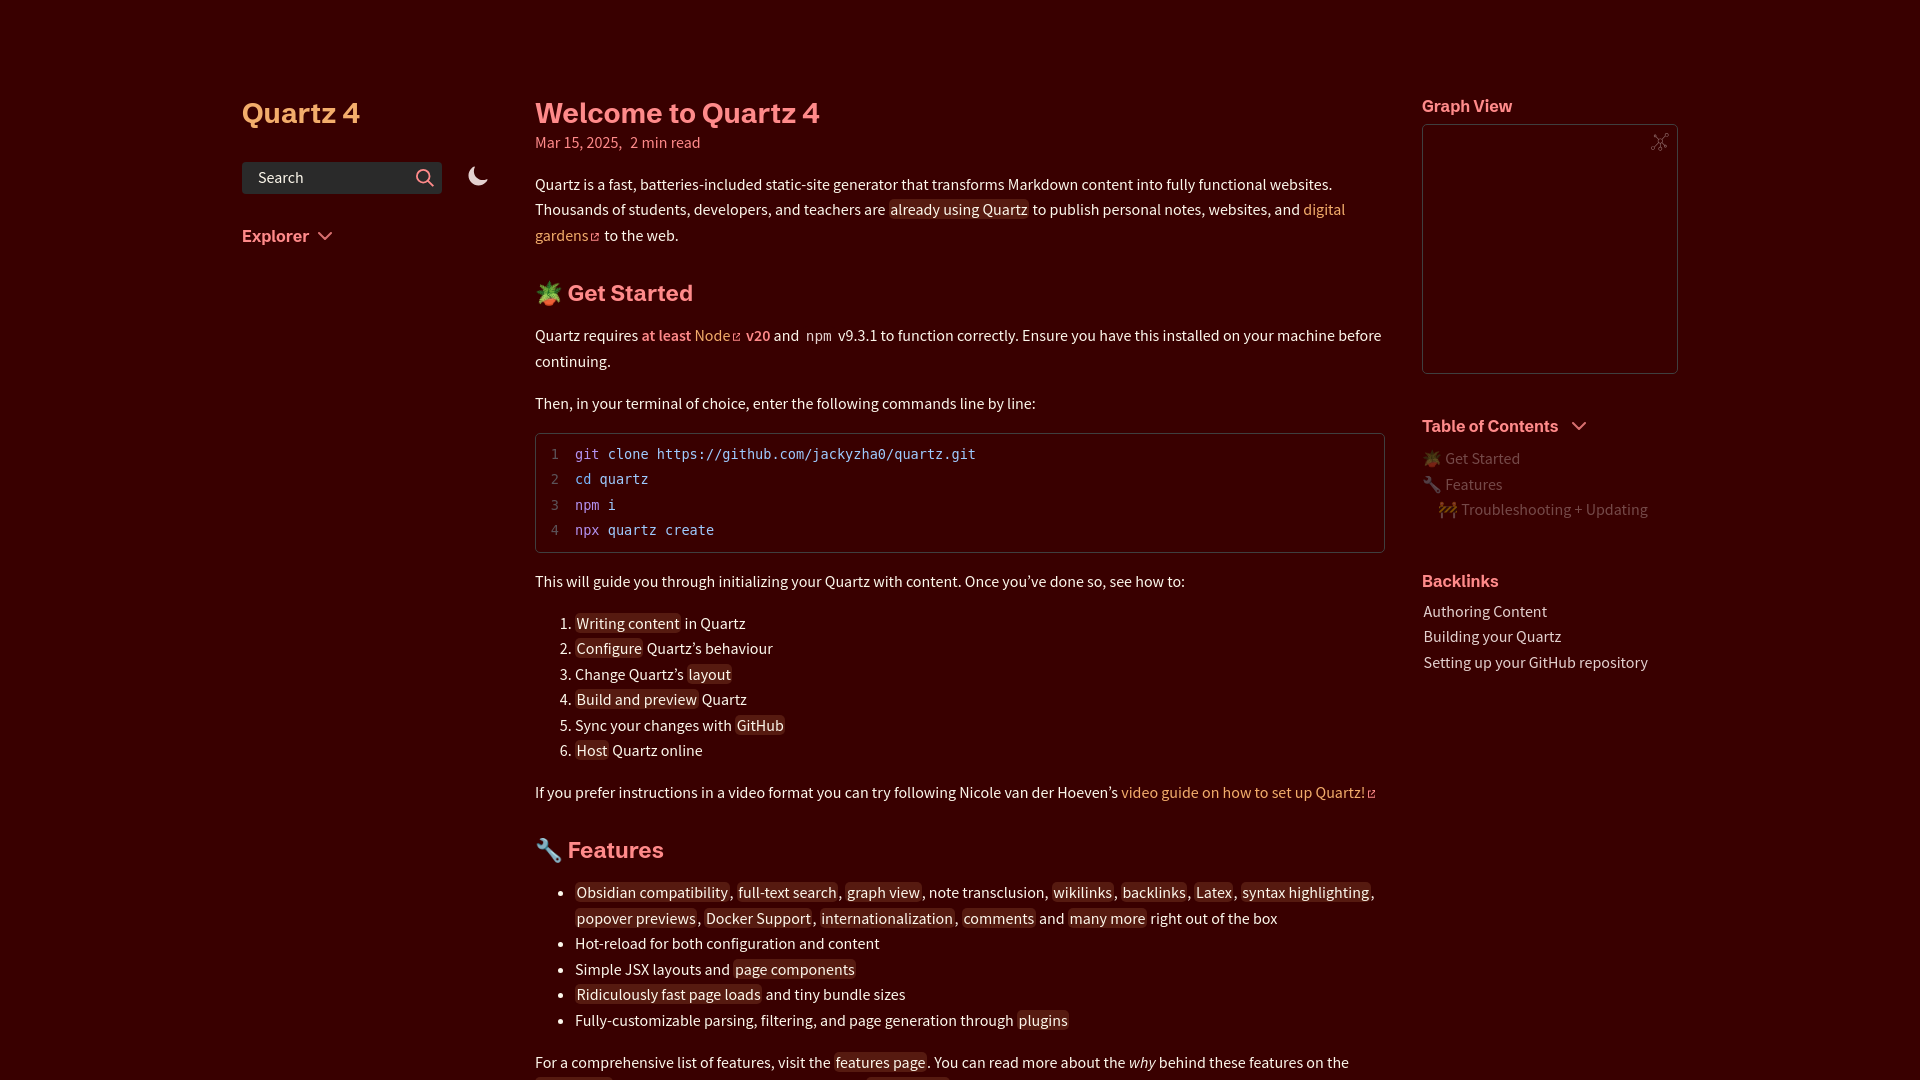 Quartz 4
Search
Explorer
Welcome to Quartz 4
Mar 15, 2025, 2 min read
Quartz is a fast, batteries-included static-site generator that transforms Markdown content into fully functional websites.
Thousands of students, developers, and teachers are already using Quartz to publish personal notes, websites, and digital
gardens to the web.
🪴 Get Started
Quartz requires at least Node v20 and npm v9.3.1 to function correctly. Ensure you have this installed on your machine before
continuing.
Then, in your terminal of choice, enter the following commands line by line:
1 git clone https://github.com/jackyzha0/quartz.git
2 cd quartz
3 npm i
4 npx quartz create
This will guide you through initializing your Quartz with content. Once you’ve done so, see how to:
1. Writing content in Quartz
2. Configure Quartz’s behaviour
3. Change Quartz’s layout
4. Build and preview Quartz
5. Sync your changes with GitHub
6. Host Quartz online
If you prefer instructions in a video format you can try following Nicole van der Hoeven’s video guide on how to set up Quartz!
🔧 Features
• Obsidian compatibility, full-text search, graph view, note transclusion, wikilinks, backlinks, Latex, syntax highlighting,
popover previews, Docker Support, internationalization, comments and many more right out of the box
• Hot-reload for both configuration and content
• Simple JSX layouts and page components
• Ridiculously fast page loads and tiny bundle sizes
• Fully-customizable parsing, filtering, and page generation through plugins
For a comprehensive list of features, visit the features page. You can read more about the why behind these features on the
Graph View
Table of Contents
🪴 Get Started
🔧 Features
🚧 Troubleshooting + Updating
Backlinks
Authoring Content
Building your Quartz
Setting up your GitHub repository